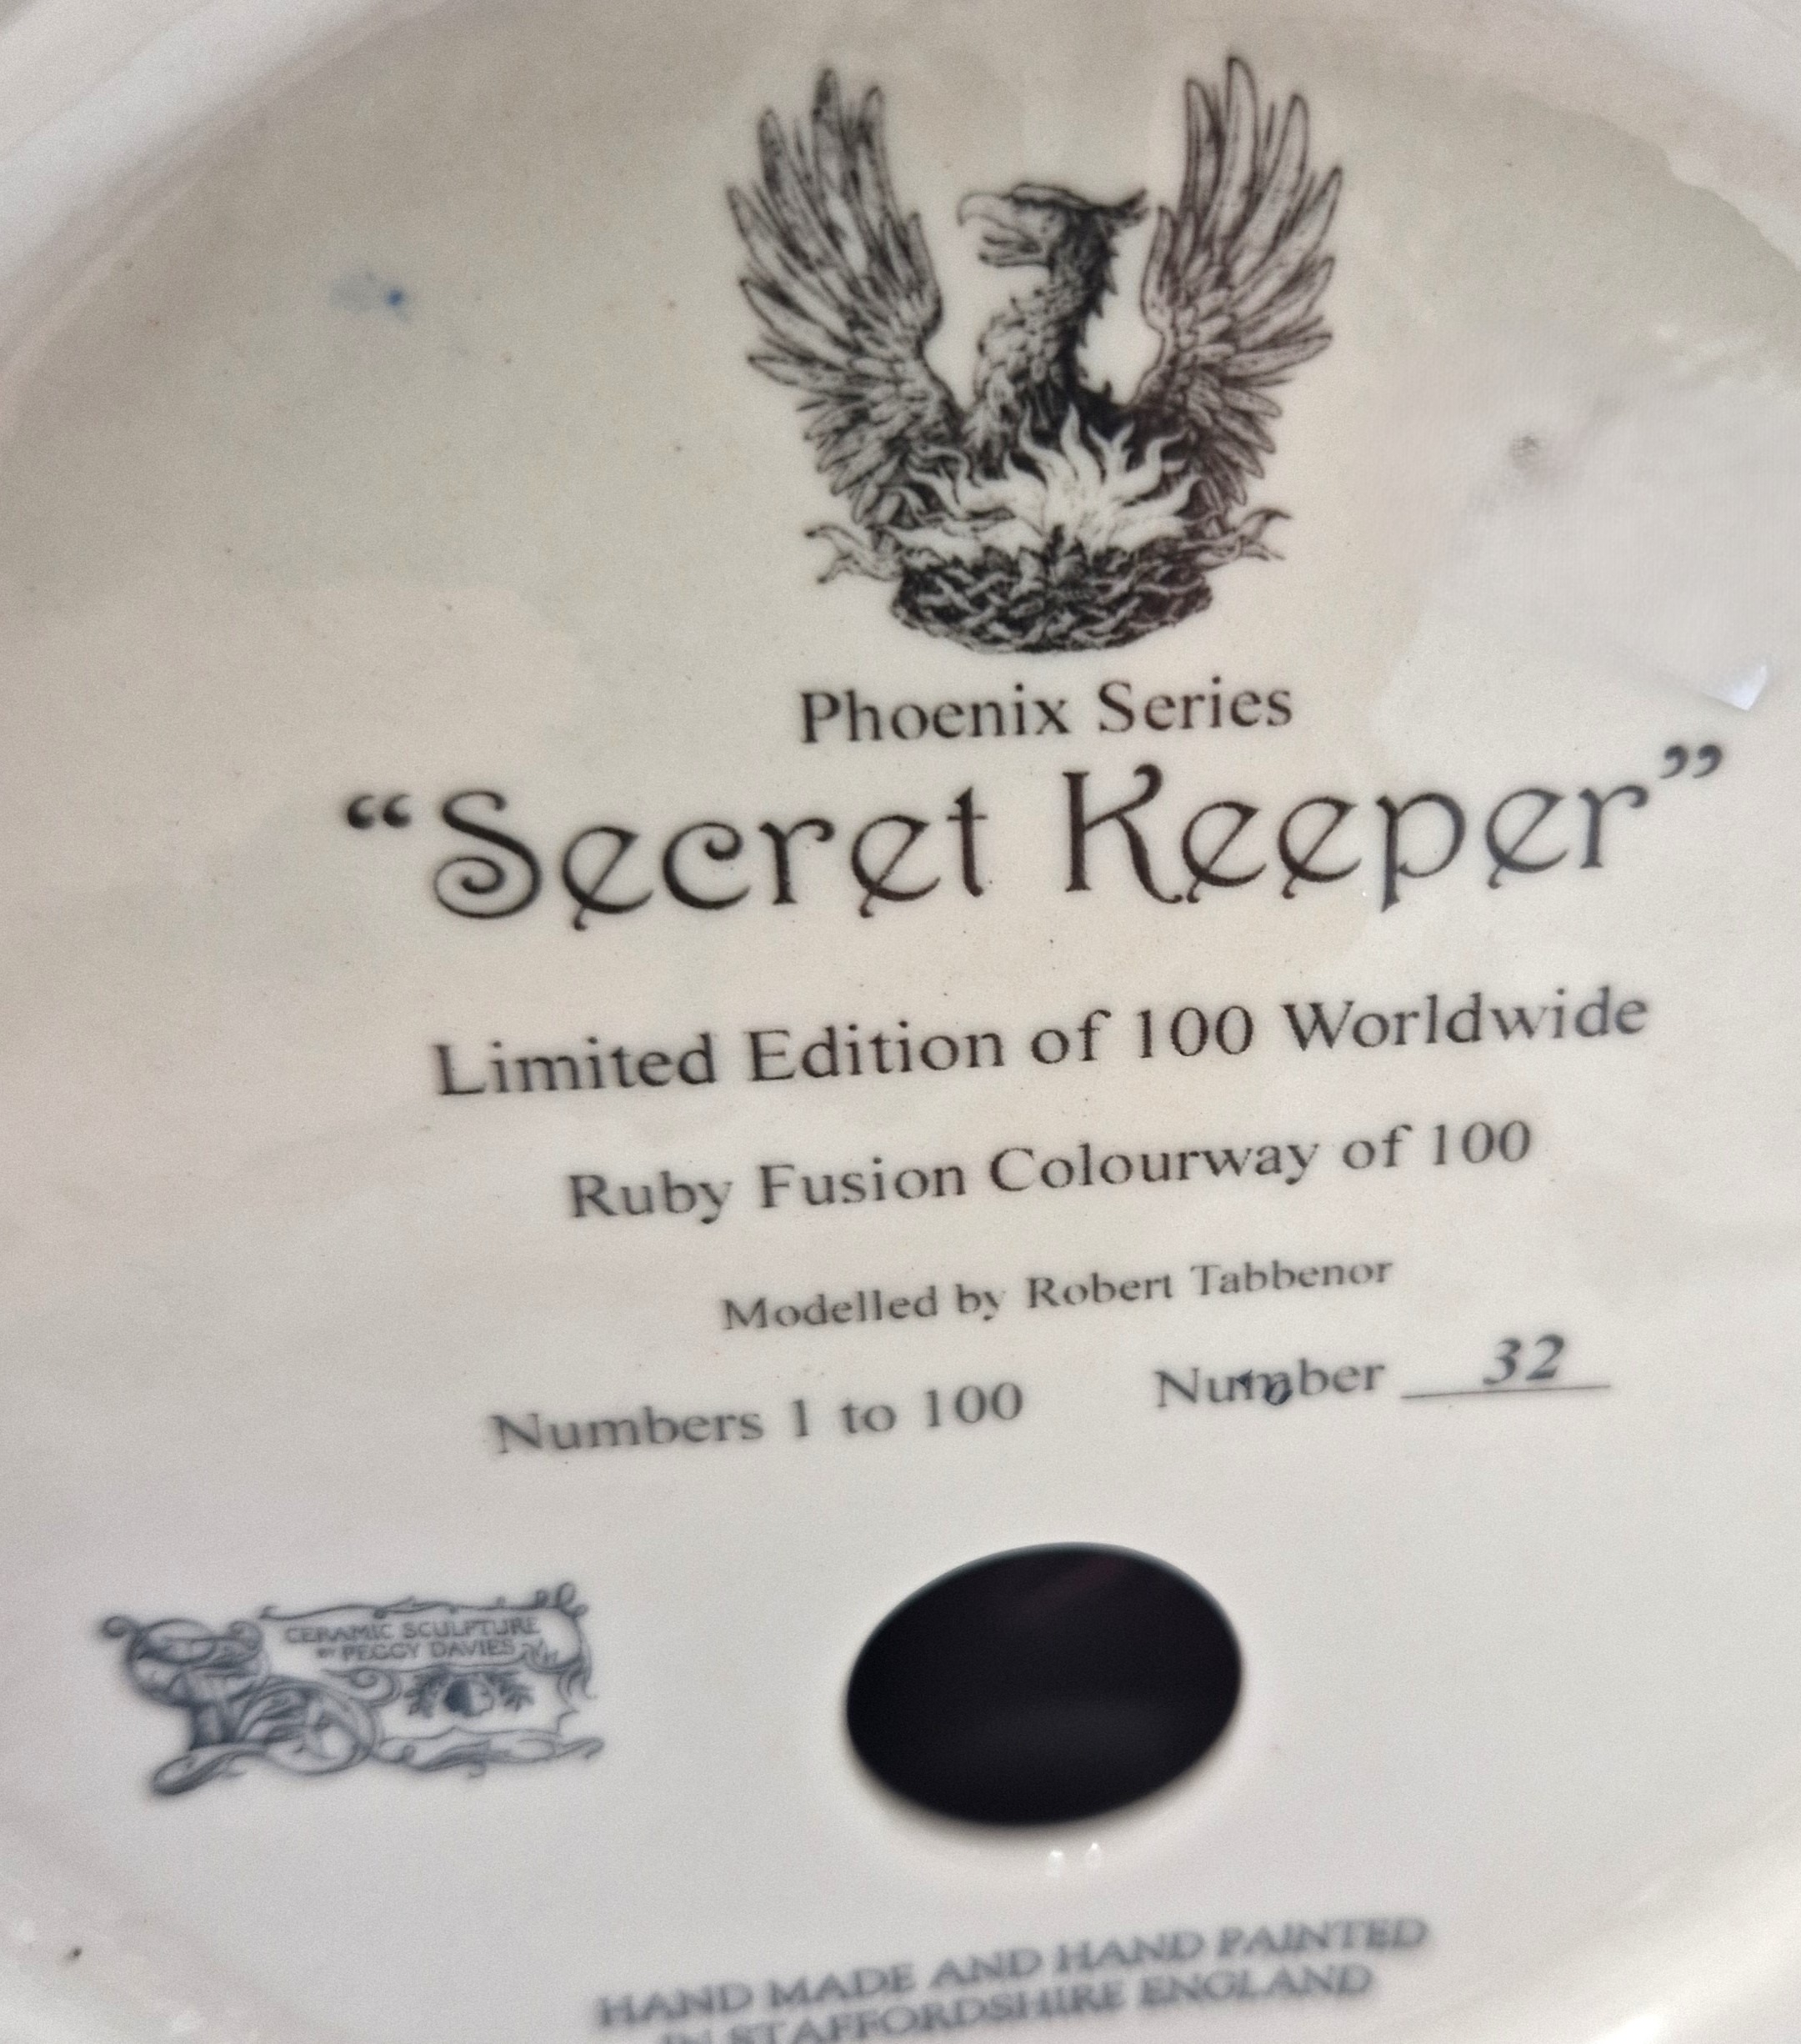 Phoenix Series
“Secret Keeper”
Limited Edition of 100 Worldwide
Ruby Fusion Colourway of 100
Modelled by Robert Tabbenor
Numbers 1 to 100 Number 32
CERAMIC SCULPTURE
BY PEGGY DAVIES
HAND MADE AND HAND PAINTED
IN STAFFORDSHIRE ENGLAND